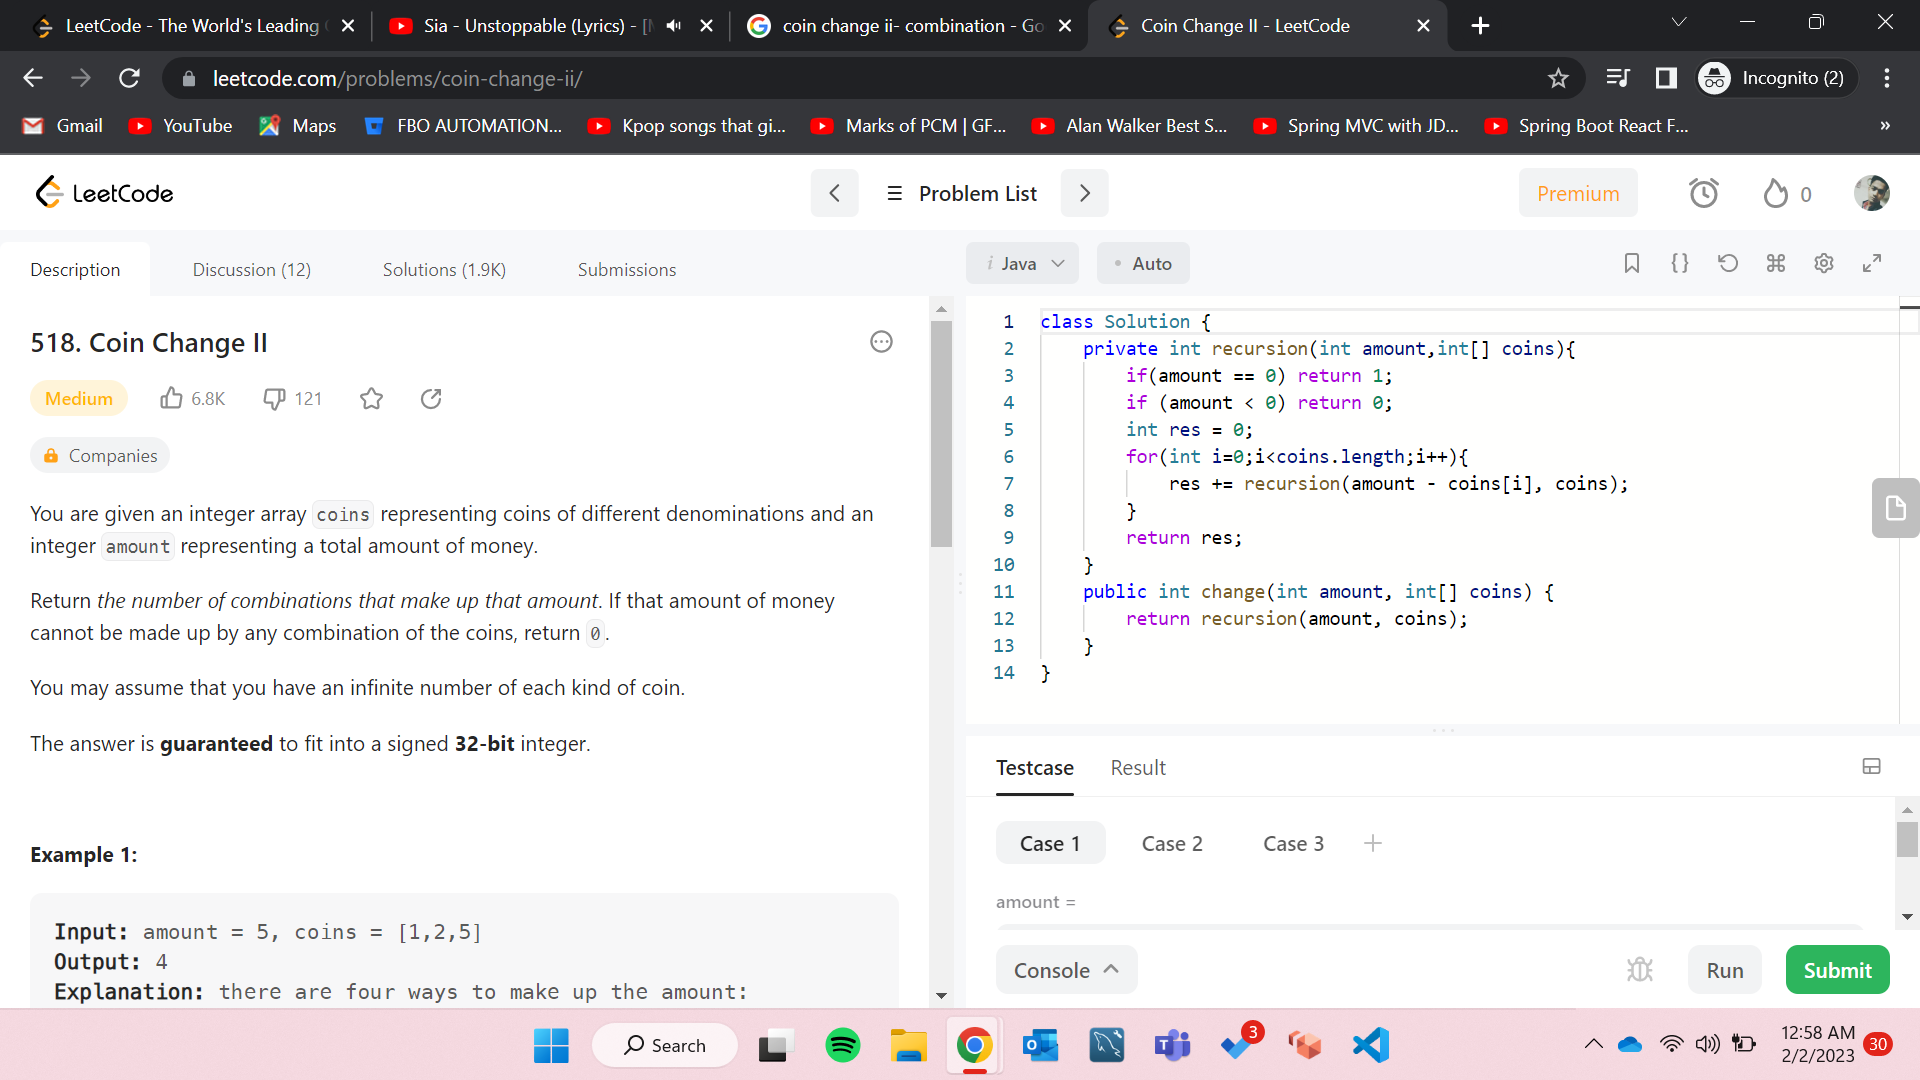 LeetCode - The World's Leading
Sia - Unstoppable (Lyrics) - [
coin change ii- combination - Go
Coin Change II - LeetCode
leetcode.com/problems/coin-change-ii/
Incognito (2)
Gmail
YouTube
Maps
FBO AUTOMATION...
Kpop songs that gi...
Marks of PCM | GF...
Alan Walker Best S...
Spring MVC with JD...
Spring Boot React F...
»
LeetCode
Problem List
Premium
0
Description
Discussion (12)
Solutions (1.9K)
Submissions
i Java
• Auto
518. Coin Change II
Medium
6.8K
121
Companies
You are given an integer array coins representing coins of different denominations and an
integer amount representing a total amount of money.
Return the number of combinations that make up that amount. If that amount of money
cannot be made up by any combination of the coins, return 0.
You may assume that you have an infinite number of each kind of coin.
The answer is guaranteed to fit into a signed 32-bit integer.
Example 1:
Input: amount = 5, coins = [1,2,5]
Output: 4
Explanation: there are four ways to make up the amount:
1 class Solution {
2 private int recursion(int amount,int[] coins){
3 if(amount == 0) return 1;
4 if (amount < 0) return 0;
5 int res = 0;
6 for(int i=0;i<coins.length;i++){
7 res += recursion(amount - coins[i], coins);
8 }
9 return res;
10 }
11 public int change(int amount, int[] coins) {
12 return recursion(amount, coins);
13 }
14 }
Testcase
Result
Case 1
Case 2
Case 3
amount =
Console
Run
Submit
Search
3
12:58 AM
2/2/2023
30